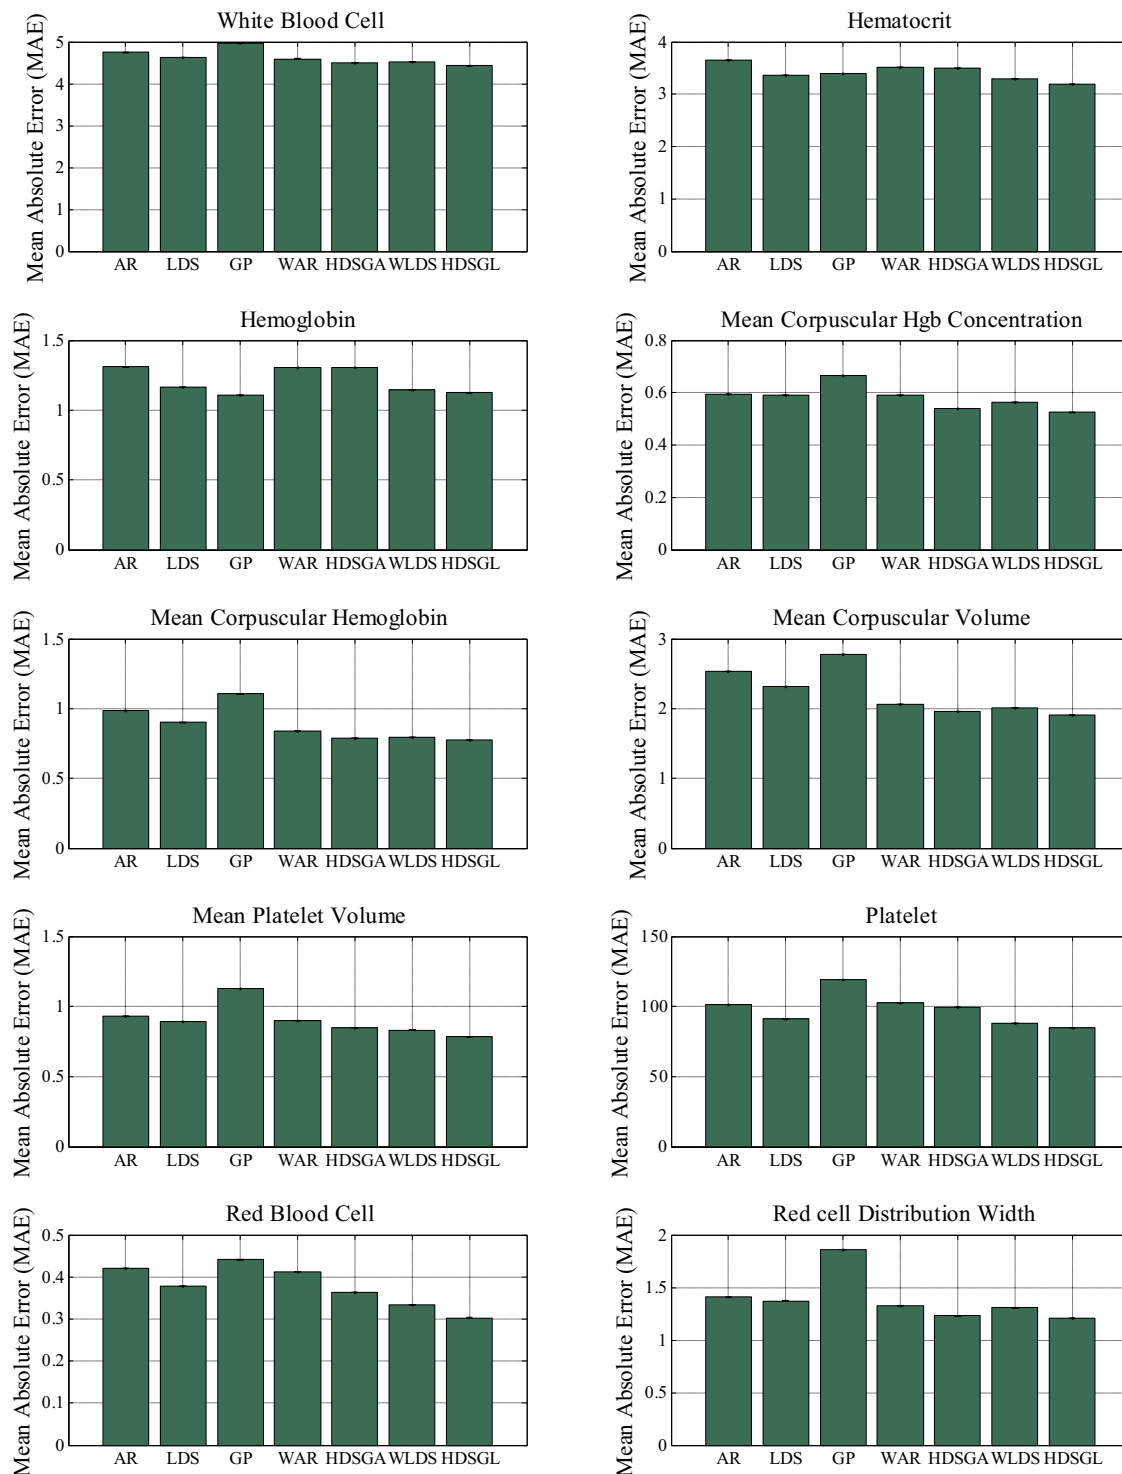 White Blood Cell
Mean Absolute Error (MAE)
5
4
3
2
1
0
AR LDS GP WAR HDSGA WLDS HDSGL
Hematocrit
Mean Absolute Error (MAE)
4
3
2
1
0
AR LDS GP WAR HDSGA WLDS HDSGL
Hemoglobin
Mean Absolute Error (MAE)
1.5
1
0.5
0
AR LDS GP WAR HDSGA WLDS HDSGL
Mean Corpuscular Hgb Concentration
Mean Absolute Error (MAE)
0.8
0.6
0.4
0.2
0
AR LDS GP WAR HDSGA WLDS HDSGL
Mean Corpuscular Hemoglobin
Mean Absolute Error (MAE)
1.5
1
0.5
0
AR LDS GP WAR HDSGA WLDS HDSGL
Mean Corpuscular Volume
Mean Absolute Error (MAE)
3
2
1
0
AR LDS GP WAR HDSGA WLDS HDSGL
Mean Platelet Volume
Mean Absolute Error (MAE)
1.5
1
0.5
0
AR LDS GP WAR HDSGA WLDS HDSGL
Platelet
Mean Absolute Error (MAE)
150
100
50
0
AR LDS GP WAR HDSGA WLDS HDSGL
Red Blood Cell
Mean Absolute Error (MAE)
0.5
0.4
0.3
0.2
0.1
0
AR LDS GP WAR HDSGA WLDS HDSGL
Red cell Distribution Width
Mean Absolute Error (MAE)
2
1.5
1
0.5
0
AR LDS GP WAR HDSGA WLDS HDSGL